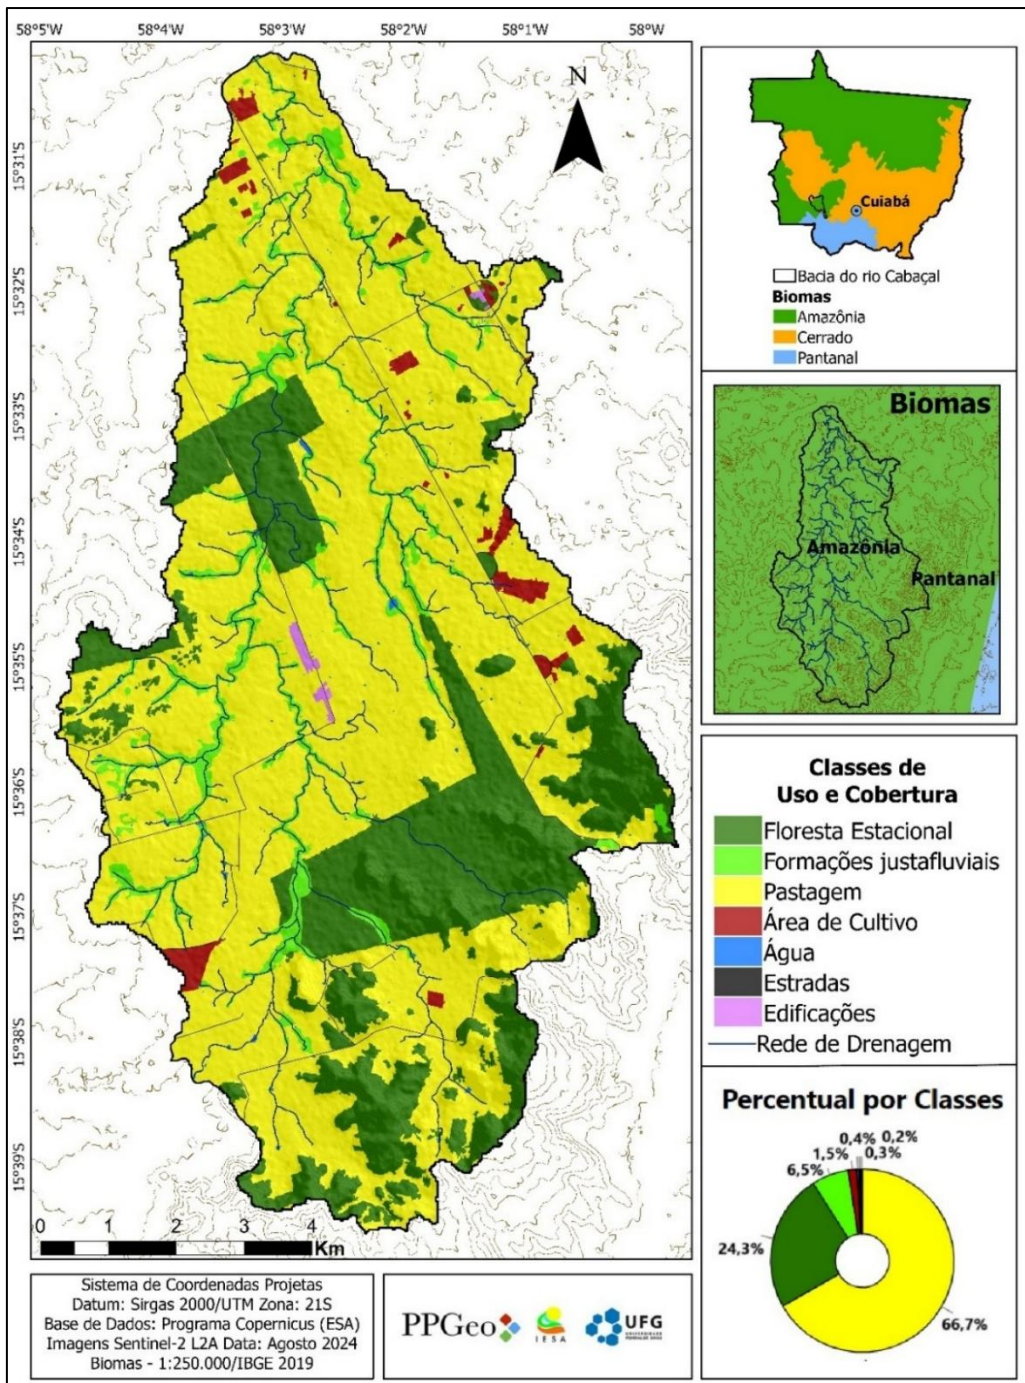 58°5'W
58°4'W
58°3'W
58°2'W
58°1'W
58°W
15°31'S
15°32'S
15°33'S
15°34'S
15°35'S
15°36'S
15°37'S
15°38'S
15°39'S
N
0 1 2 3 4
Km
Cuiabá
Bacia do rio Cabaçal
Biomas
Amazônia
Cerrado
Pantanal
Biomas
Amazônia
Pantanal
Classes de
Uso e Cobertura
Floresta Estacional
Formações justafluviais
Pastagem
Área de Cultivo
Água
Estradas
Edificações
Rede de Drenagem
Percentual por Classes
0,4%
0,2%
1,5%
0,3%
6,5%
24,3%
66,7%
Sistema de Coordenadas Projetas
Datum: Sirgas 2000/UTM Zona: 21S
Base de Dados: Programa Copernicus (ESA)
Imagens Sentinel-2 L2A Data: Agosto 2024
Biomas - 1:250.000/IBGE 2019
PPGeo
IESA
UFG